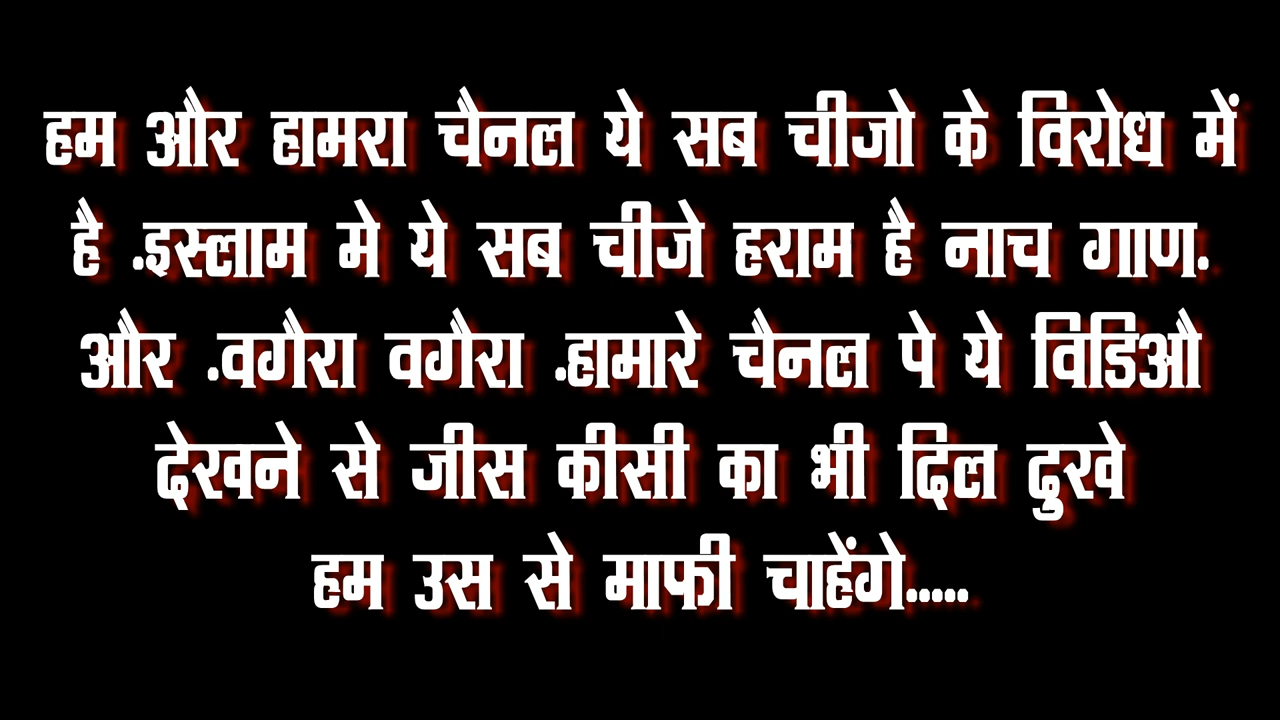 हम और हामरा चैनल ये सब चीजो के विरोध में
है .इस्लाम मे ये सब चीजे हराम है नाच गाण.
और .वगैरा वगैरा .हामारे चैनल पे ये विडिऔ
देखने से जीस कीसी का भी दिल दुखे
हम उस से माफी चाहेंगे.....